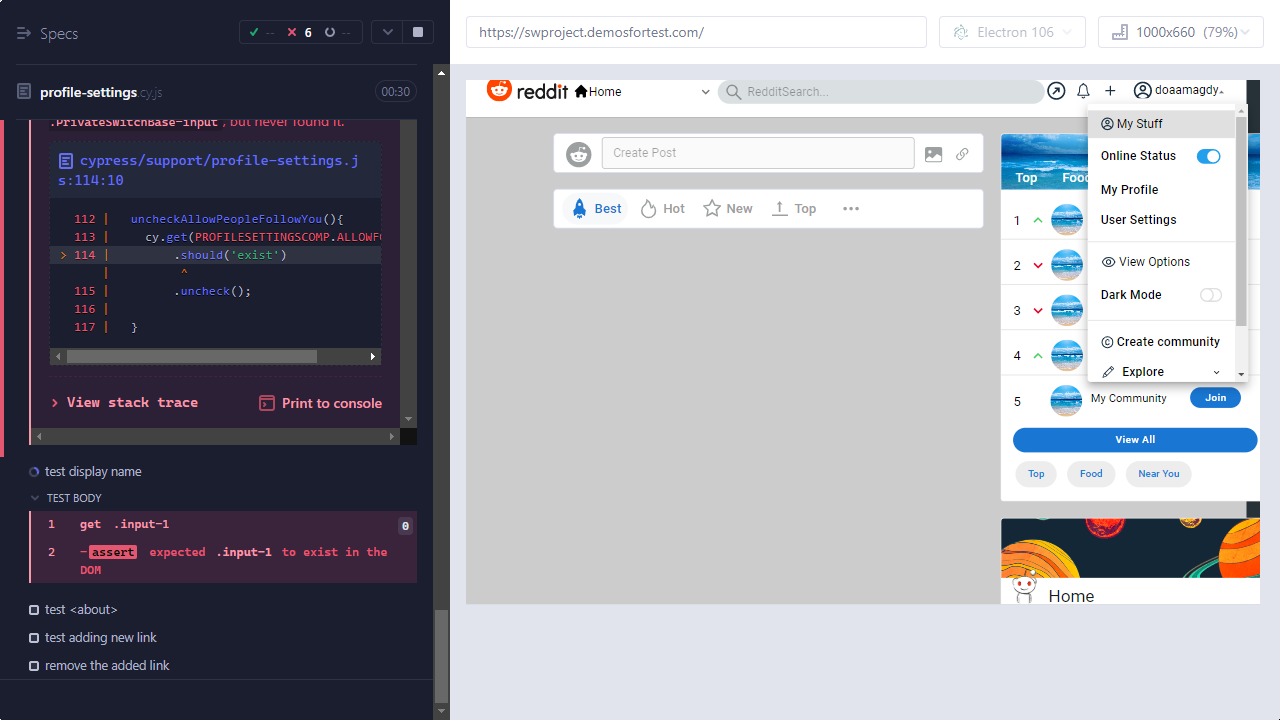 Specs
-- 6 --
profile-settings.cy.js 00:30
.PrivateSwitchBase-input , but never found it.
cypress/support/profile-settings.j
s:114:10
112 | uncheckAllowPeopleFollowYou(){
113 | cy.get(PROFILESETTINGSCOMP.ALLOWF
> 114 | .should('exist')
| ^
115 | .uncheck();
116 |
117 | }
> View stack trace
Print to console
test display name
TEST BODY
1 get .input-1 0
2 -assert expected .input-1 to exist in the
DOM
test <about>
test adding new link
remove the added link
https://swproject.demosfortest.com/
Electron 106
1000x660 (79%)
reddit
Home
RedditSearch...
doaamagdy
Create Post
Best
Hot
New
Top
Top
Food
1
2
3
4
5
My Community
Join
View All
Top
Food
Near You
Home
My Stuff
Online Status
My Profile
User Settings
View Options
Dark Mode
Create community
Explore